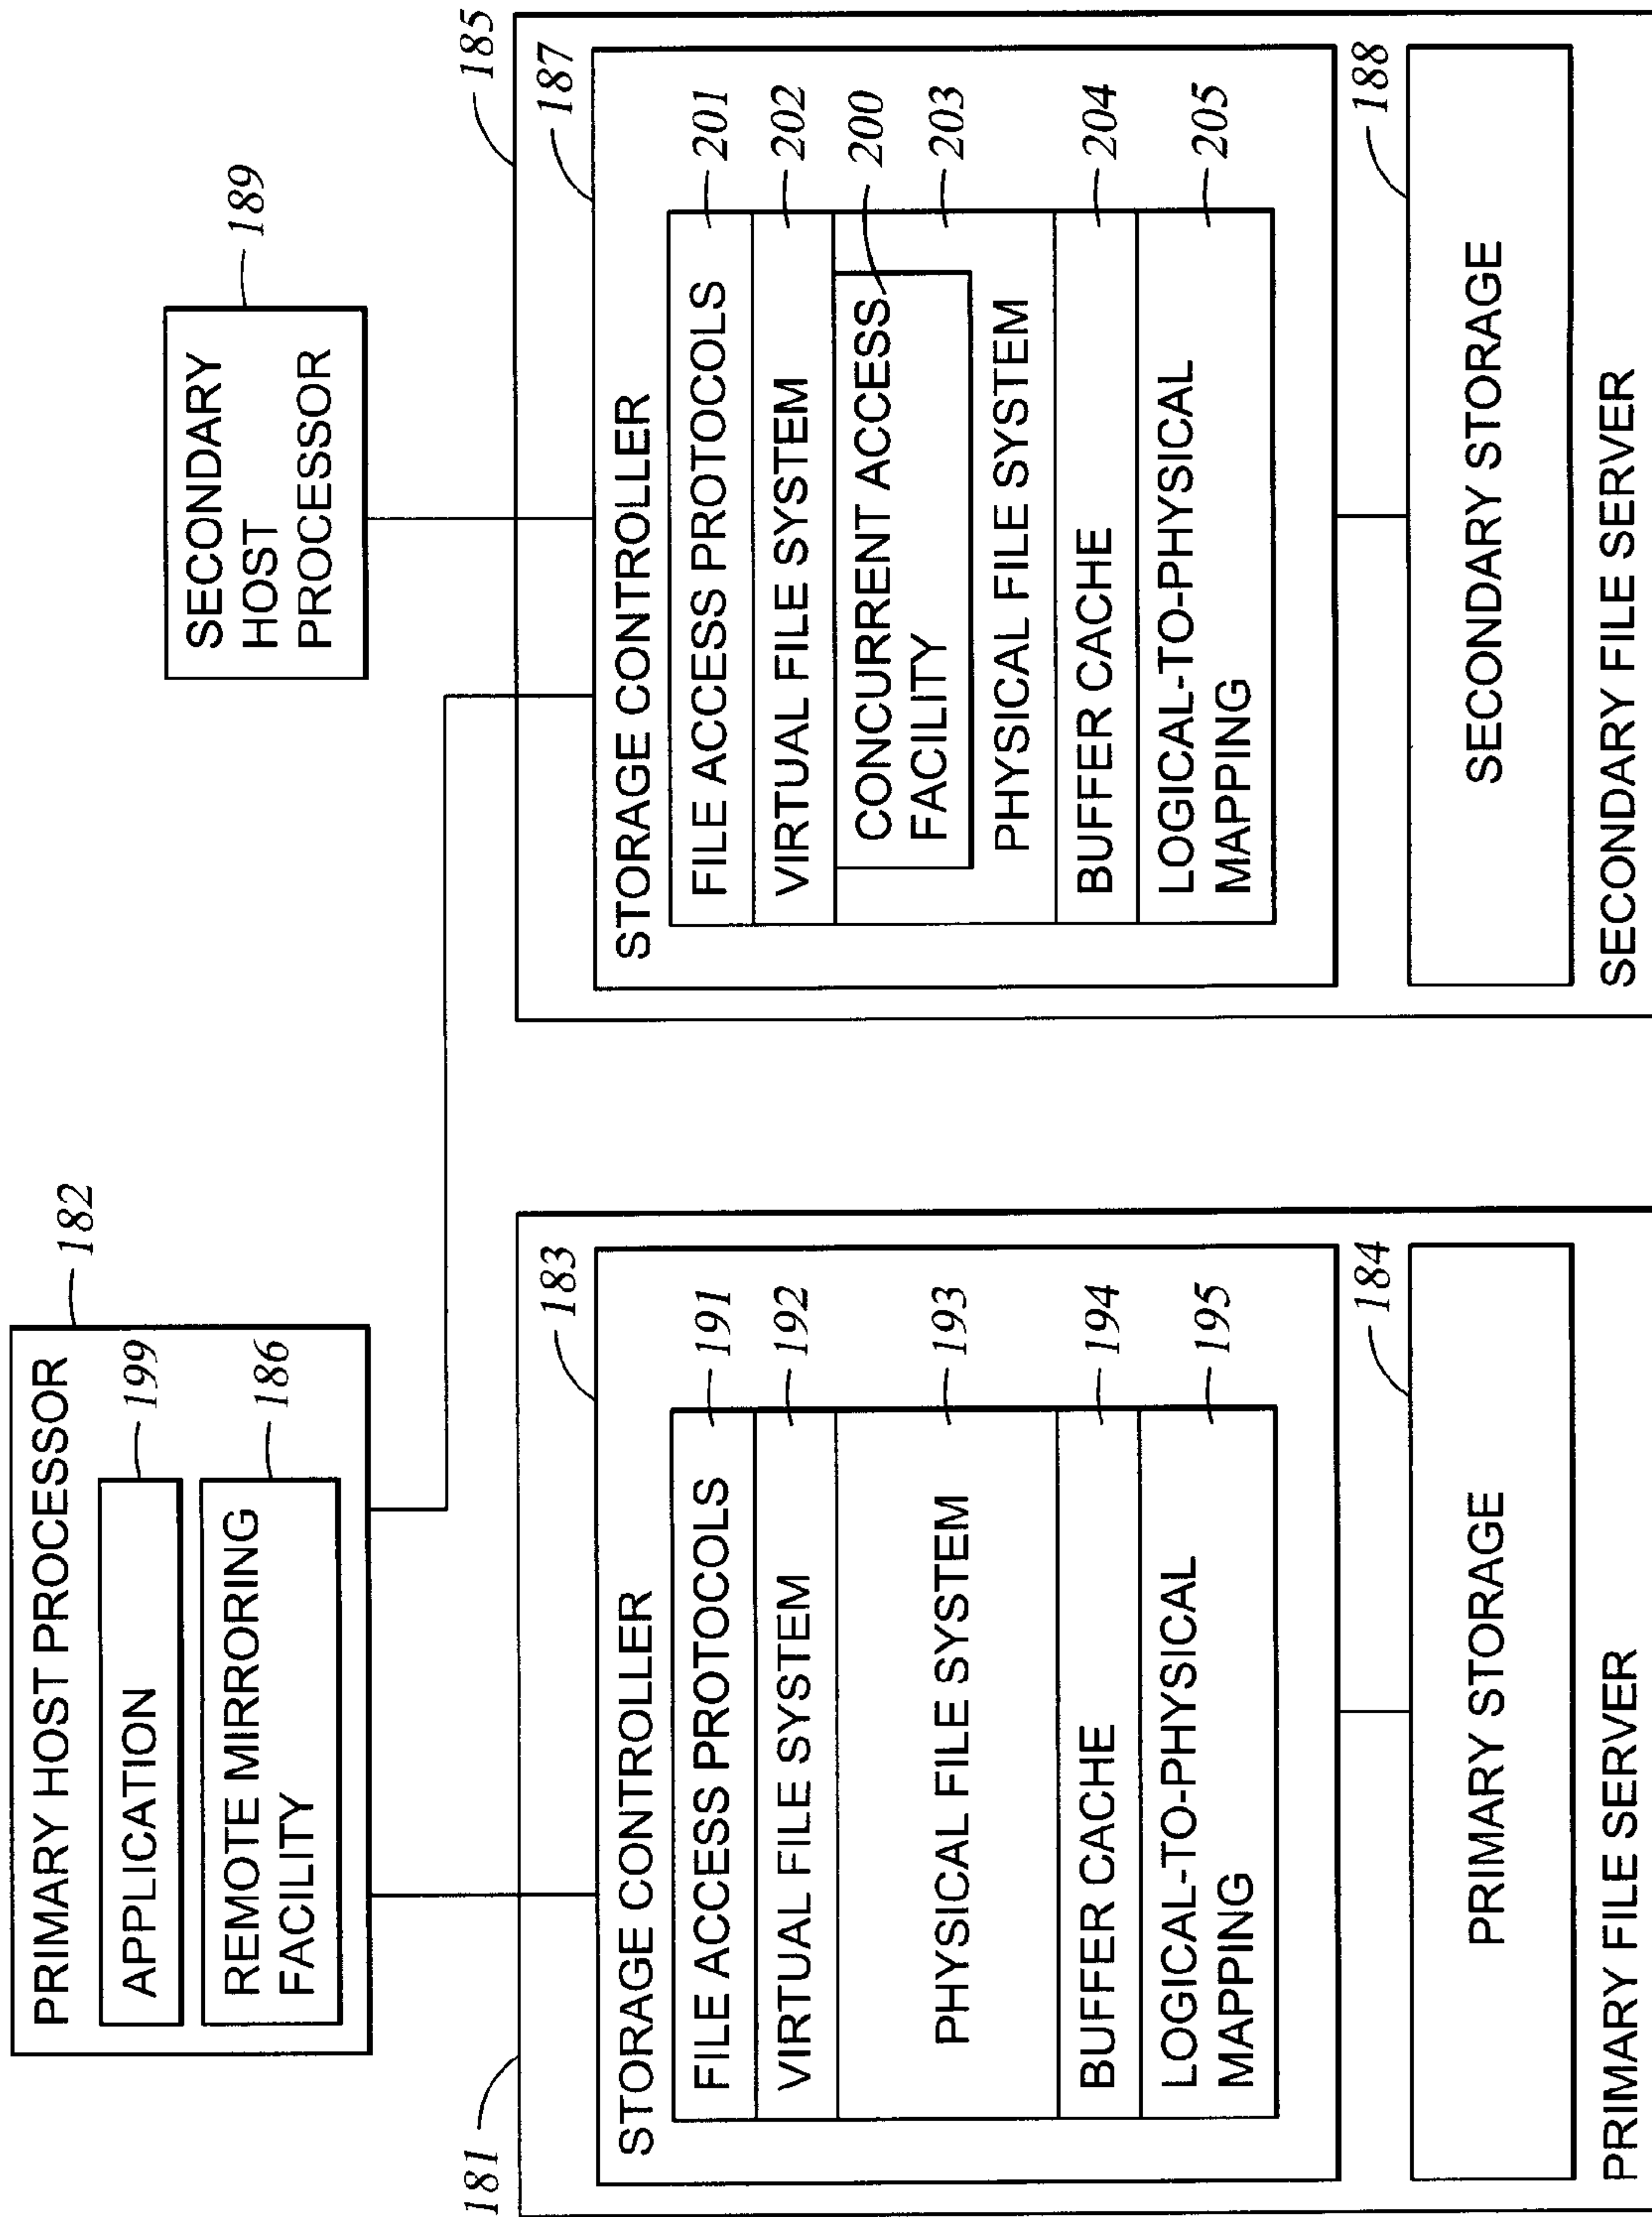 PRIMARY HOST PROCESSOR
182
APPLICATION
199
REMOTE MIRRORING
FACILITY
186
SECONDARY
HOST
PROCESSOR
189
181
183
STORAGE CONTROLLER
FILE ACCESS PROTOCOLS
191
VIRTUAL FILE SYSTEM
192
PHYSICAL FILE SYSTEM
193
BUFFER CACHE
194
LOGICAL-TO-PHYSICAL
MAPPING
195
184
PRIMARY STORAGE
PRIMARY FILE SERVER
185
187
STORAGE CONTROLLER
FILE ACCESS PROTOCOLS
201
VIRTUAL FILE SYSTEM
202
CONCURRENT ACCESS
FACILITY
200
PHYSICAL FILE SYSTEM
203
BUFFER CACHE
204
LOGICAL-TO-PHYSICAL
MAPPING
205
188
SECONDARY STORAGE
SECONDARY FILE SERVER